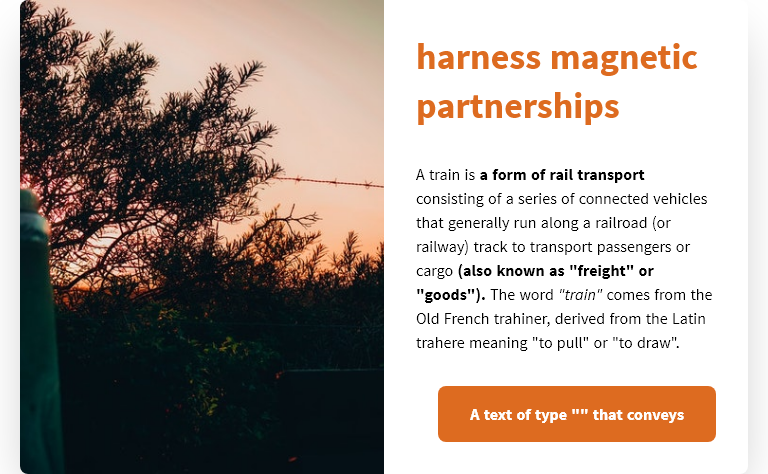 harness magnetic
partnerships
A train is a form of rail transport
consisting of a series of connected vehicles
that generally run along a railroad (or
railway) track to transport passengers or
cargo (also known as "freight" or
"goods"). The word "train" comes from the
Old French trahiner, derived from the Latin
trahere meaning "to pull" or "to draw".
A text of type "" that conveys